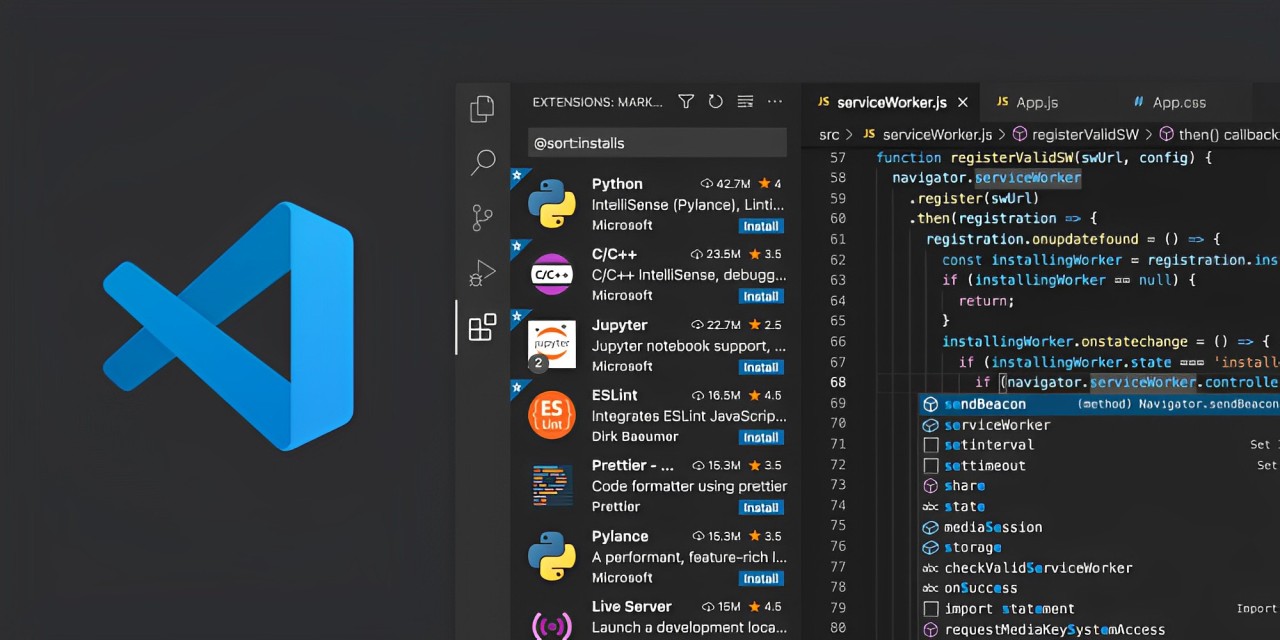 EXTENSIONS: MARK...
@sort:installs
Python 42.7M 4
IntelliSense (Pylance), Linti...
Microsoft Install
C/C++
C/C++ 23.5M 3.5
C/C++ IntelliSense, debugg...
Microsoft Install
jupyter
2
Jupyter 22.7M 2.5
Jupyter notebook support, ...
Microsoft Install
ES
Lint
ESLint 16.5M 4.5
Integrates ESLint JavaScrip...
Dirk Baeumer Install
Prettier - ... 15.3M 3.5
Code formatter using prettier
Prettier Install
Pylance 15.3M 3.5
A performant, feature-rich l...
Microsoft Install
Live Server 15M 4.5
Launch a development loca...
JS serviceWorker.js × JS App.js App.css
src > JS serviceWorker.js > registerValidSW > then() callback
57 function registerValidSW(swUrl, config) {
58 navigator.serviceWorker
59 .register(swUrl)
60 .then(registration => {
61 registration.onupdatefound = () => {
62 const installingWorker = registration.ins
63 if (installingWorker == null) {
64 return;
65 }
66 installingWorker.onstatechange = () => {
67 if (installingWorker.state === 'install
68 if (navigator.serviceWorker.controlle
69 sendBeacon (method) Navigator.sendBeacon
70 serviceWorker
71 setinterval Set
72 settimeout Set
73 share
74 abc state
75 mediaSession
76 storage
77 abc checkValidServiceWorker
78 abc onSuccess
79 import statement Import
80 requestMediaKeySystemAccess